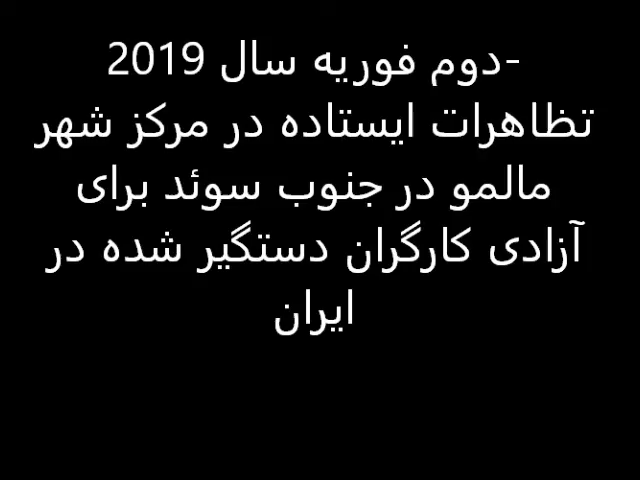 -دوم فوریه سال 2019
تظاهرات ایستاده در مرکز شهر
مالمو در جنوب سوئد برای
آزادی کارگران دستگیر شده در
ایران